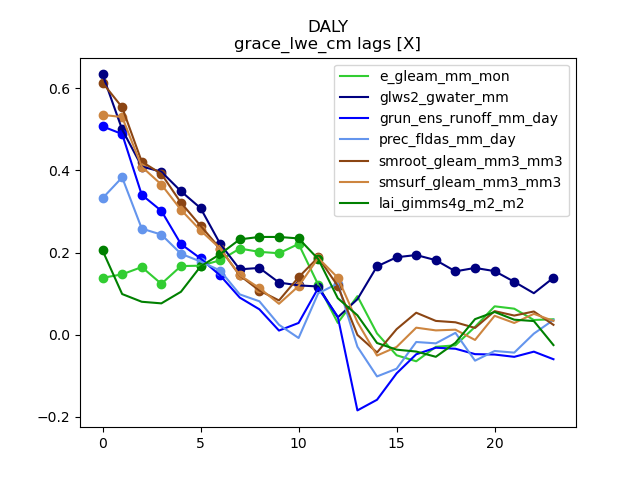 DALY
grace_lwe_cm lags [X]
e_gleam_mm_mon
glws2_gwater_mm
grun_ens_runoff_mm_day
prec_fldas_mm_day
smroot_gleam_mm3_mm3
smsurf_gleam_mm3_mm3
lai_gimms4g_m2_m2
0.6
0.4
0.2
0.0
−0.2
0 5 10 15 20